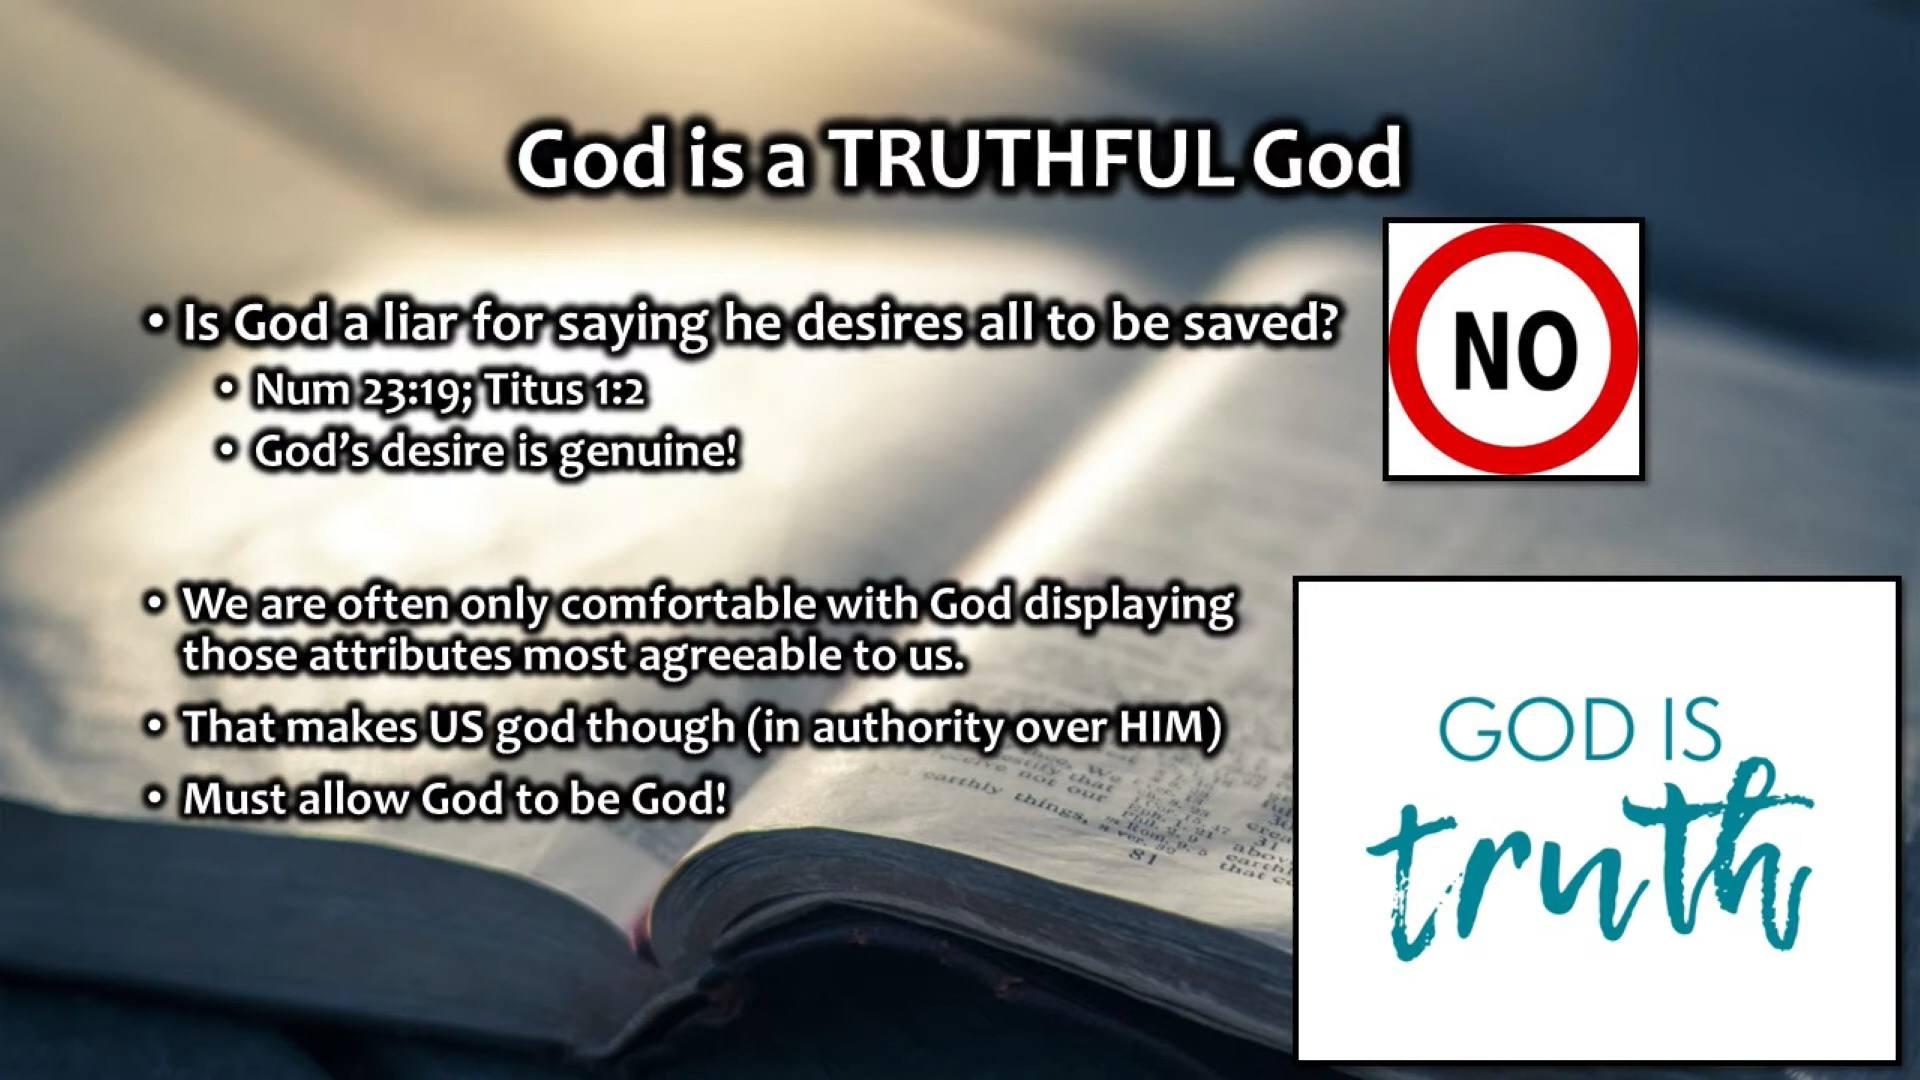 God is a TRUTHFUL God
• Is God a liar for saying he desires all to be saved?
• Num 23:19; Titus 1:2
• God's desire is genuine!
NO
• We are often only comfortable with God displaying
those attributes most agreeable to us.
• That makes US god though (in authority over HIM)
• Must allow God to be God!
GOD IS
truth
earthly things,
81